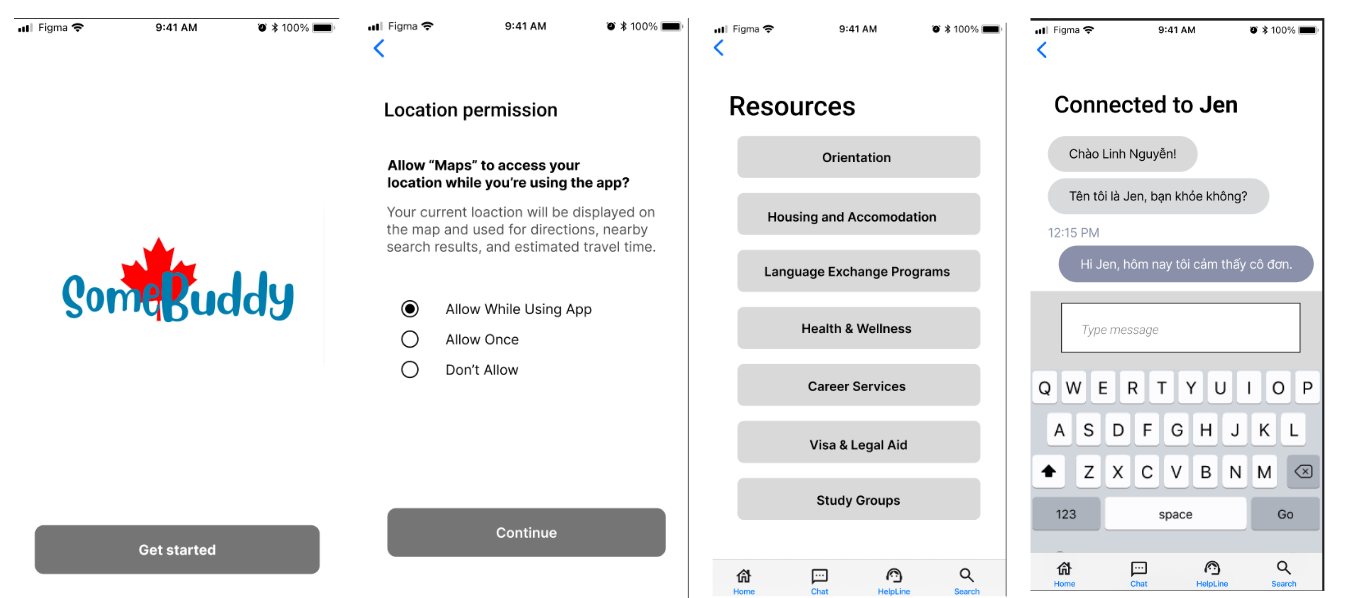 Figma 9:41 AM 100%
SomeBuddy
Get started
Figma 9:41 AM 100%
Location permission
Allow “Maps” to access your
location while you’re using the app?
Your current loaction will be displayed on
the map and used for directions, nearby
search results, and estimated travel time.
Allow While Using App
Allow Once
Don’t Allow
Continue
Figma 9:41 AM 100%
Resources
Orientation
Housing and Accomodation
Language Exchange Programs
Health & Wellness
Career Services
Visa & Legal Aid
Study Groups
Home Chat HelpLine Search
Figma 9:41 AM 100%
Connected to Jen
Chào Linh Nguyễn!
Tên tôi là Jen, bạn khỏe không?
12:15 PM
Hi Jen, hôm nay tôi cảm thấy cô đơn.
Type message
Q W E R T Y U I O P
A S D F G H J K L
Z X C V B N M
123 space Go
Home Chat HelpLine Search